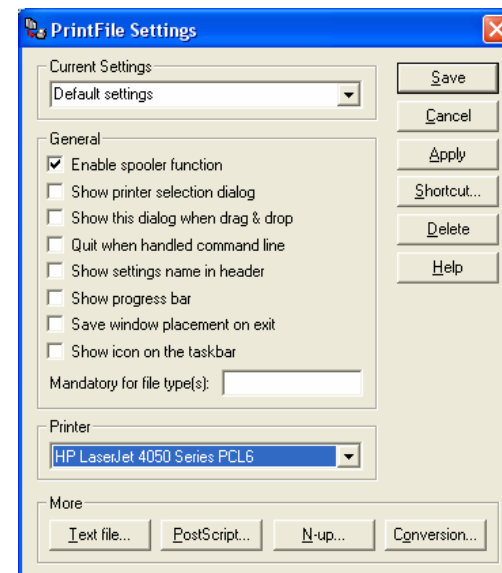 PrintFile Settings
Current Settings
Default settings
Save
Cancel
Apply
Shortcut...
Delete
Help
General
Enable spooler function
Show printer selection dialog
Show this dialog when drag & drop
Quit when handled command line
Show settings name in header
Show progress bar
Save window placement on exit
Show icon on the taskbar
Mandatory for file type(s):
Printer
HP LaserJet 4050 Series PCL6
More
Text file...
PostScript...
N-up...
Conversion...